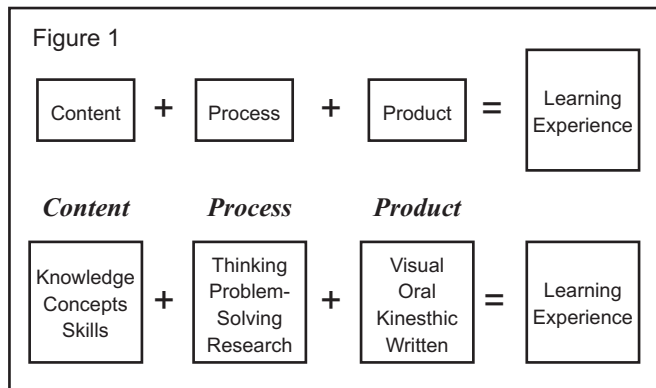 Figure 1
Content + Process + Product = Learning Experience
Content Process Product
Knowledge Concepts Skills + Thinking Problem-Solving Research + Visual Oral Kinesthic Written = Learning Experience